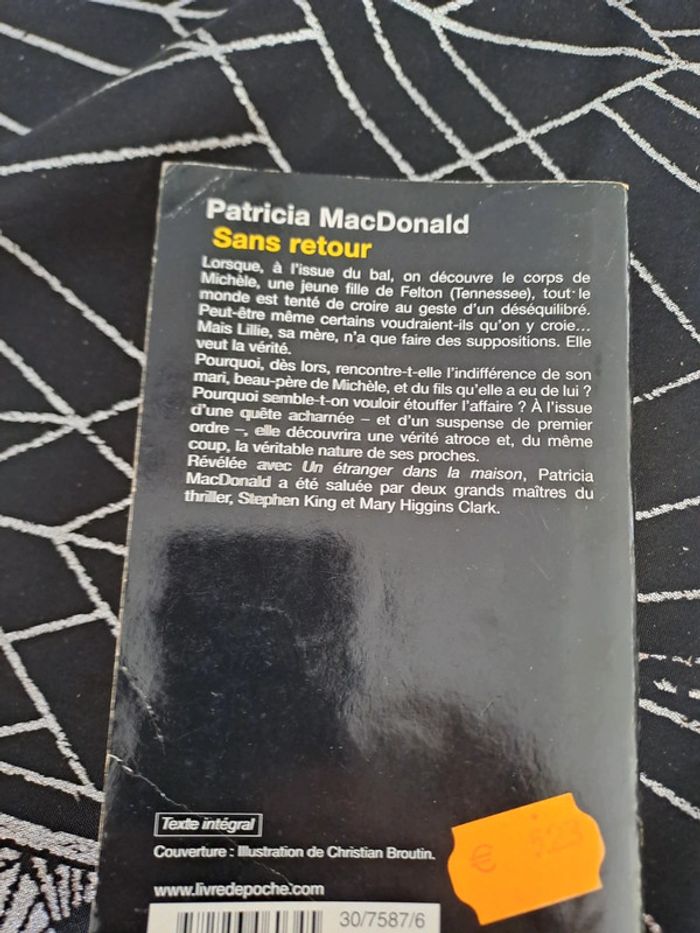 Patricia MacDonald
Sans retour
Lorsque, à l'issue du bal, on découvre le corps de
Michèle, une jeune fille de Felton (Tennessee), tout le
monde est tenté de croire au geste d'un déséquilibré.
Peut-être même certains voudraient-ils qu'on y croie...
Mais Lillie, sa mère, n'a que faire des suppositions. Elle
veut la vérité.
Pourquoi, dès lors, rencontre-t-elle l'indifférence de son
mari, beau-père de Michèle, et du fils qu'elle a eu de lui ?
Pourquoi semble-t-on vouloir étouffer l'affaire ? À l'issue
d'une quête acharnée – et d'un suspense de premier
ordre –, elle découvrira une vérité atroce et, du même
coup, la véritable nature de ses proches.
Révélée avec Un étranger dans la maison, Patricia
MacDonald a été saluée par deux grands maîtres du
thriller, Stephen King et Mary Higgins Clark.
Texte intégral
Couverture : Illustration de Christian Broutin.
www.livredepoche.com
30/7587/6
€